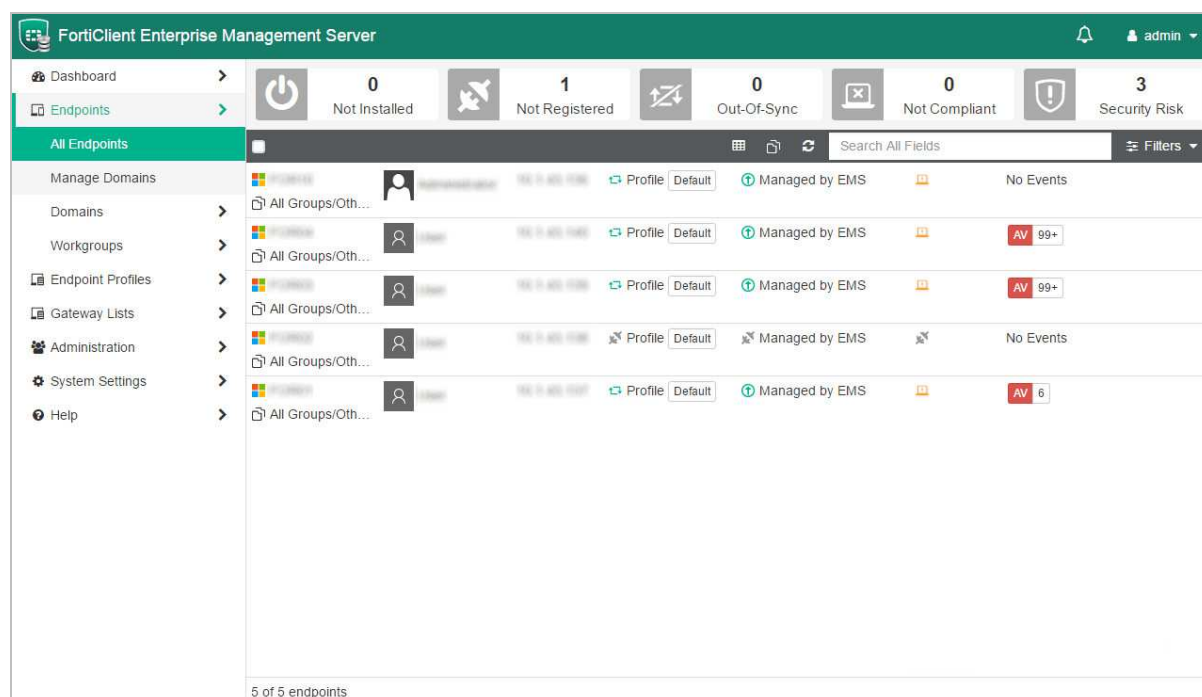 FortiClient Enterprise Management Server
admin
Dashboard
Endpoints
All Endpoints
Manage Domains
Domains
Workgroups
Endpoint Profiles
Gateway Lists
Administration
System Settings
Help
0
Not Installed
1
Not Registered
0
Out-Of-Sync
0
Not Compliant
3
Security Risk
Search All Fields
Filters
Profile Default Managed by EMS No Events
All Groups/Oth...
Profile Default Managed by EMS AV 99+
All Groups/Oth...
Profile Default Managed by EMS AV 99+
All Groups/Oth...
Profile Default Managed by EMS No Events
All Groups/Oth...
Profile Default Managed by EMS AV 6
All Groups/Oth...
5 of 5 endpoints